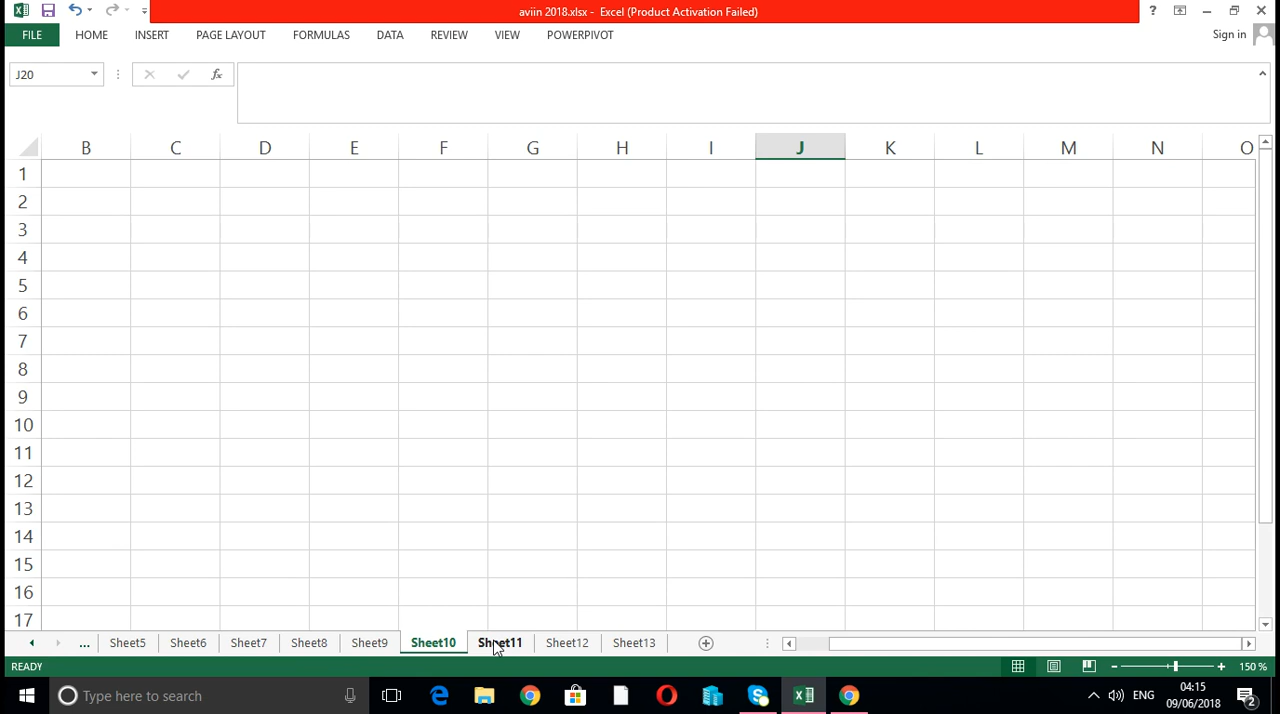 aviin 2018.xlsx - Excel (Product Activation Failed)
?
FILE HOME INSERT PAGE LAYOUT FORMULAS DATA REVIEW VIEW POWERPIVOT Sign in
J20 fx
B C D E F G H I J K L M N O
1
2
3
4
5
6
7
8
9
10
11
12
13
14
15
16
17
... Sheet5 Sheet6 Sheet7 Sheet8 Sheet9 Sheet10 Sheet11 Sheet12 Sheet13
READY 150 %
Type here to search ENG 04:15
09/06/2018 2